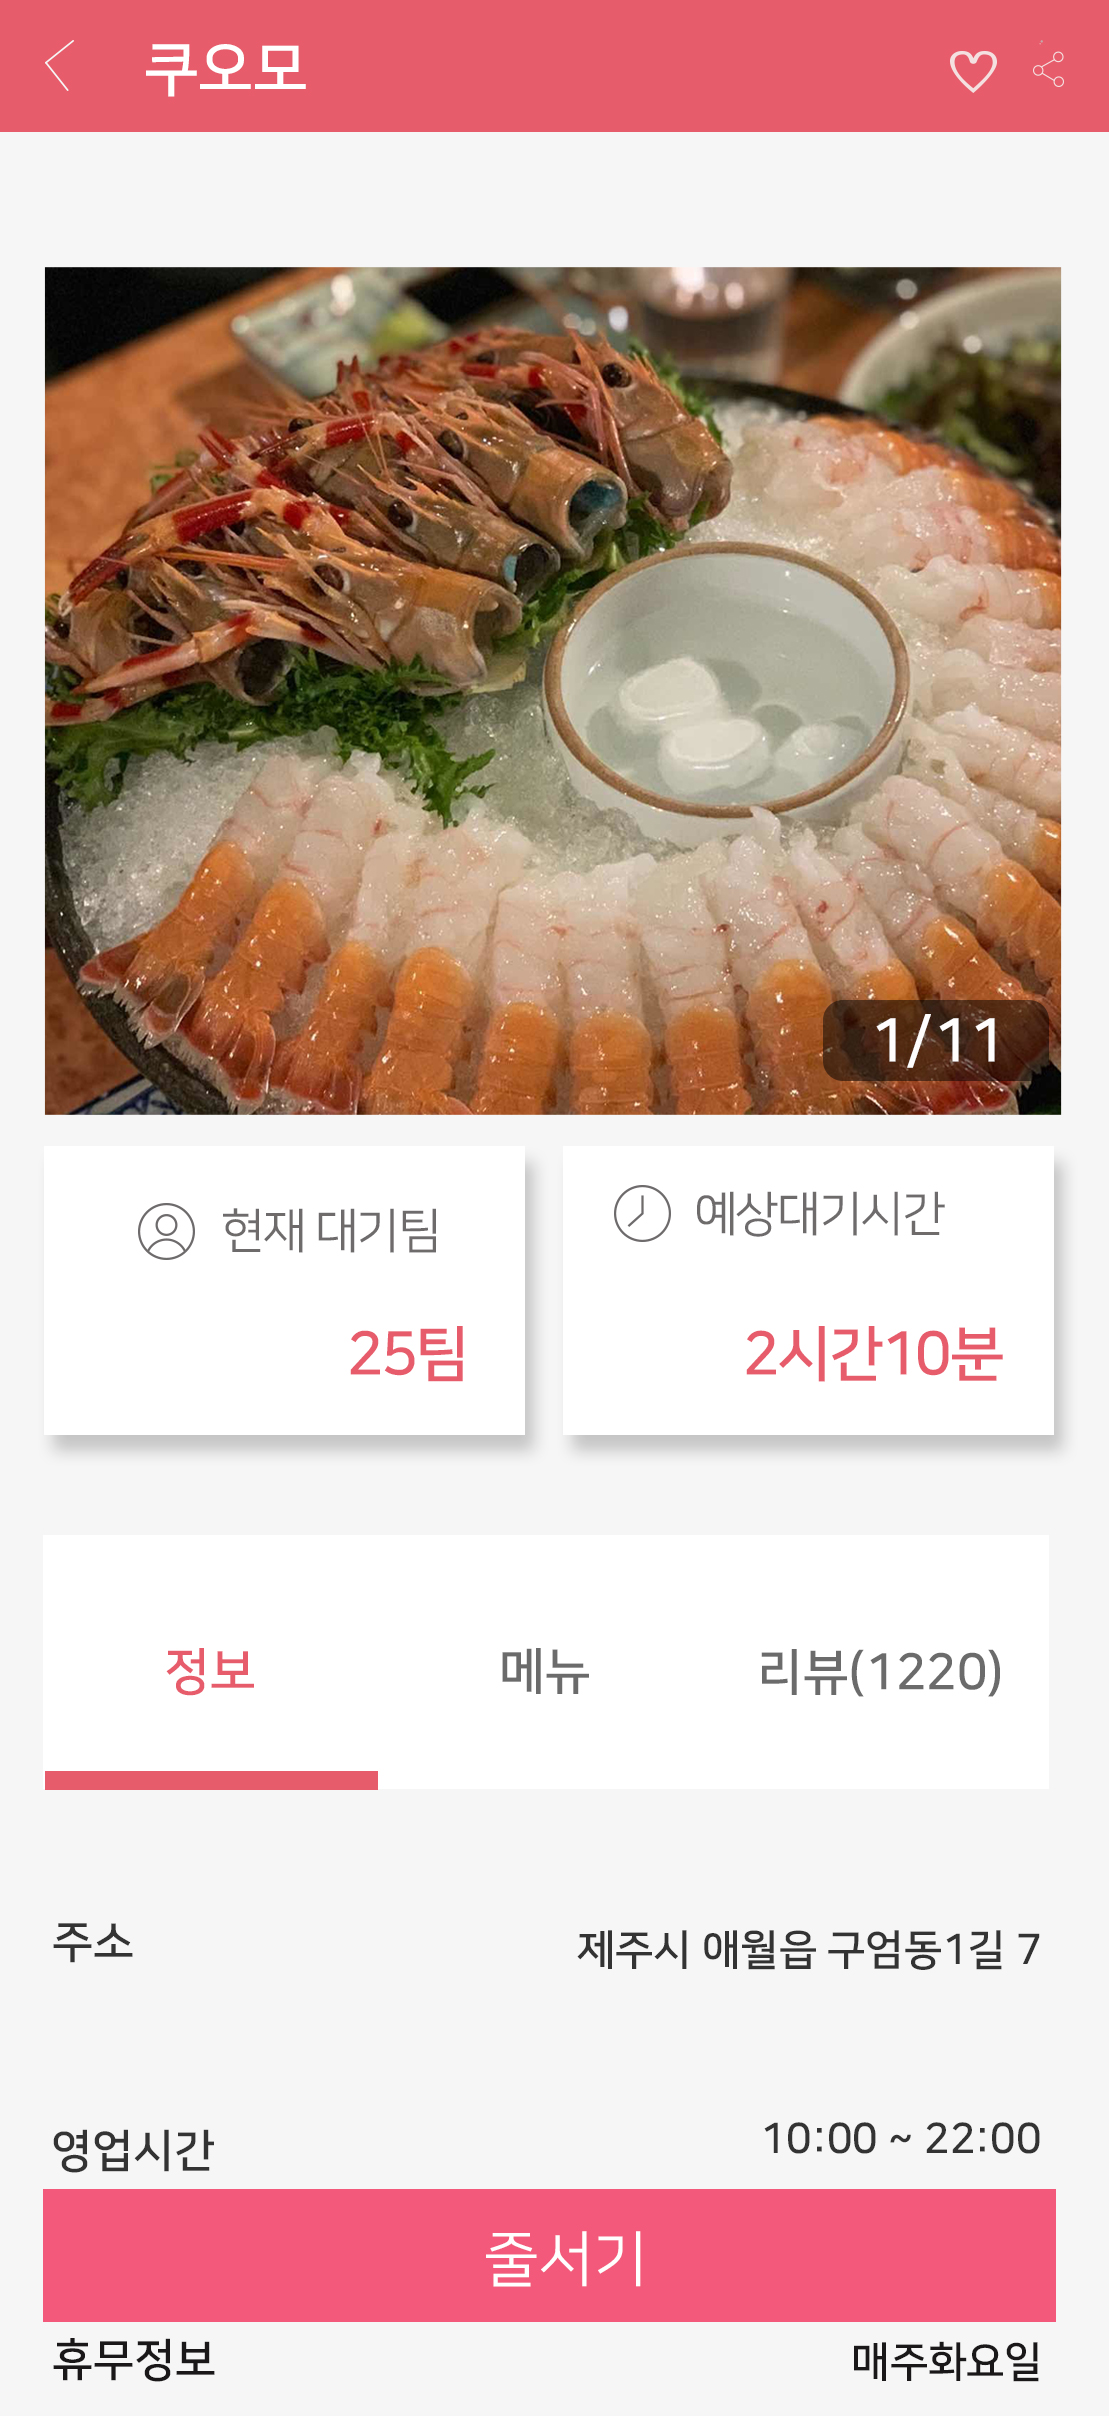 쿠오모
1/11
현재 대기팀
25팀
예상대기시간
2시간10분
정보 메뉴 리뷰(1220)
주소 제주시 애월읍 구엄동1길 7
영업시간 10:00 ~ 22:00
줄서기
휴무정보 매주화요일